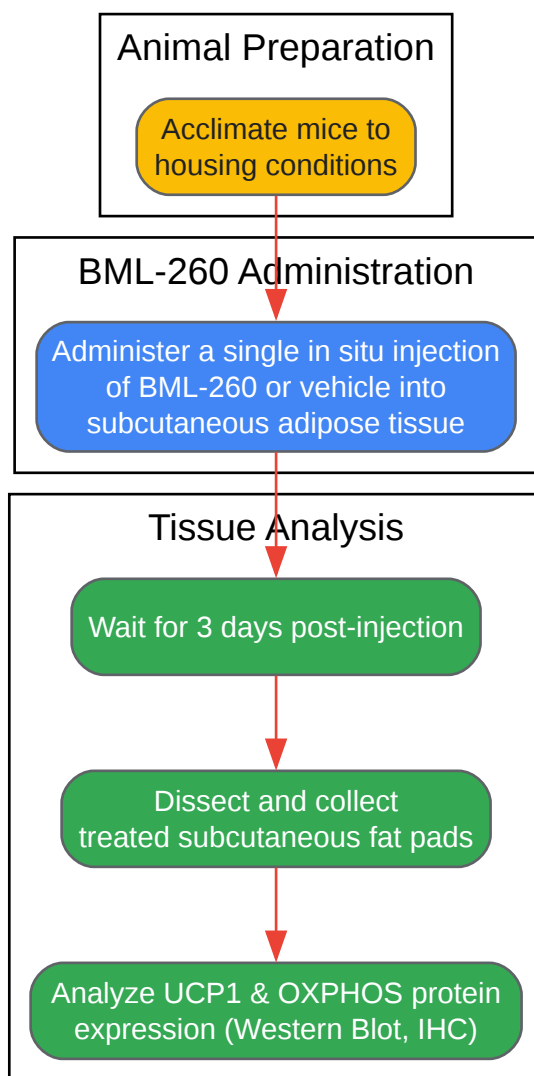 Animal Preparation
Acclimate mice to
housing conditions
BML-260 Administration
Administer a single in situ injection
of BML-260 or vehicle into
subcutaneous adipose tissue
Tissue Analysis
Wait for 3 days post-injection
Dissect and collect
treated subcutaneous fat pads
Analyze UCP1 & OXPHOS protein
expression (Western Blot, IHC)